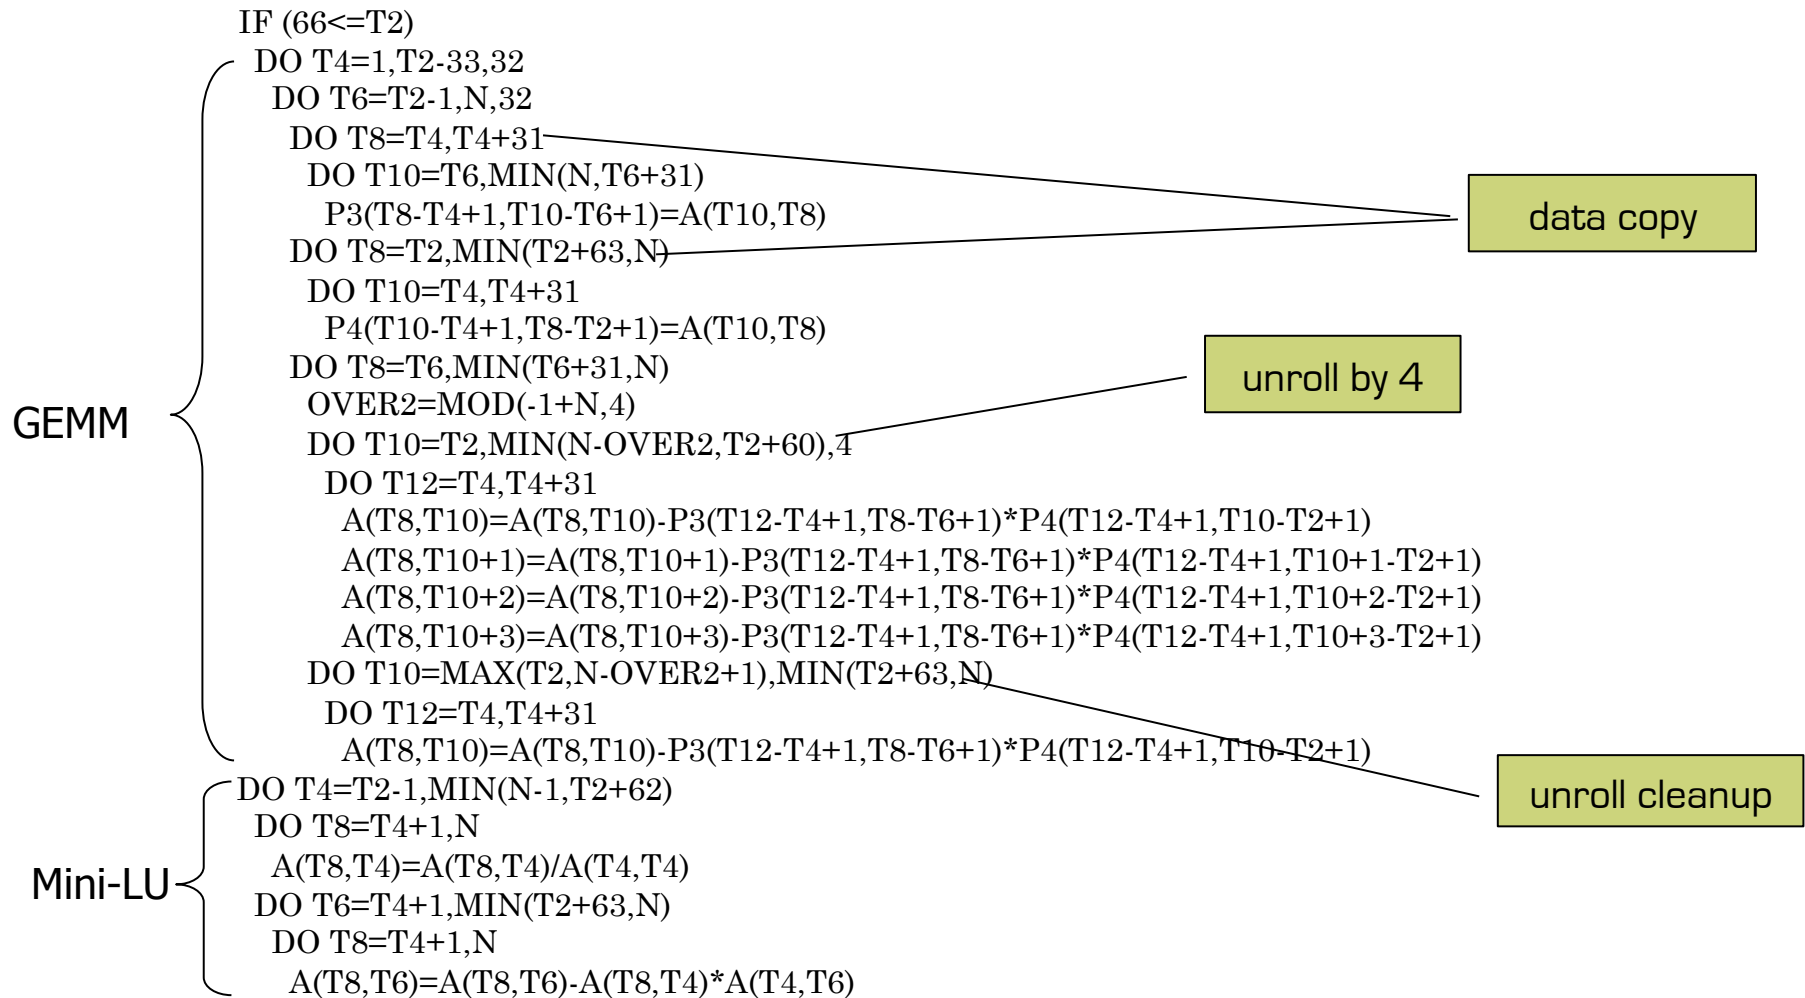 IF (66<=T2)
DO T4=1,T2-33,32
DO T6=T2-1,N,32
DO T8=T4,T4+31
DO T10=T6,MIN(N,T6+31)
P3(T8-T4+1,T10-T6+1)=A(T10,T8)
DO T8=T2,MIN(T2+63,N)
DO T10=T4,T4+31
P4(T10-T4+1,T8-T2+1)=A(T10,T8)
DO T8=T6,MIN(T6+31,N)
OVER2=MOD(-1+N,4)
DO T10=T2,MIN(N-OVER2,T2+60),4
DO T12=T4,T4+31
A(T8,T10)=A(T8,T10)-P3(T12-T4+1,T8-T6+1)*P4(T12-T4+1,T10-T2+1)
A(T8,T10+1)=A(T8,T10+1)-P3(T12-T4+1,T8-T6+1)*P4(T12-T4+1,T10+1-T2+1)
A(T8,T10+2)=A(T8,T10+2)-P3(T12-T4+1,T8-T6+1)*P4(T12-T4+1,T10+2-T2+1)
A(T8,T10+3)=A(T8,T10+3)-P3(T12-T4+1,T8-T6+1)*P4(T12-T4+1,T10+3-T2+1)
DO T10=MAX(T2,N-OVER2+1),MIN(T2+63,N)
DO T12=T4,T4+31
A(T8,T10)=A(T8,T10)-P3(T12-T4+1,T8-T6+1)*P4(T12-T4+1,T10-T2+1)
DO T4=T2-1,MIN(N-1,T2+62)
DO T8=T4+1,N
A(T8,T4)=A(T8,T4)/A(T4,T4)
DO T6=T4+1,MIN(T2+63,N)
DO T8=T4+1,N
A(T8,T6)=A(T8,T6)-A(T8,T4)*A(T4,T6)
GEMM
Mini-LU
data copy
unroll by 4
unroll cleanup